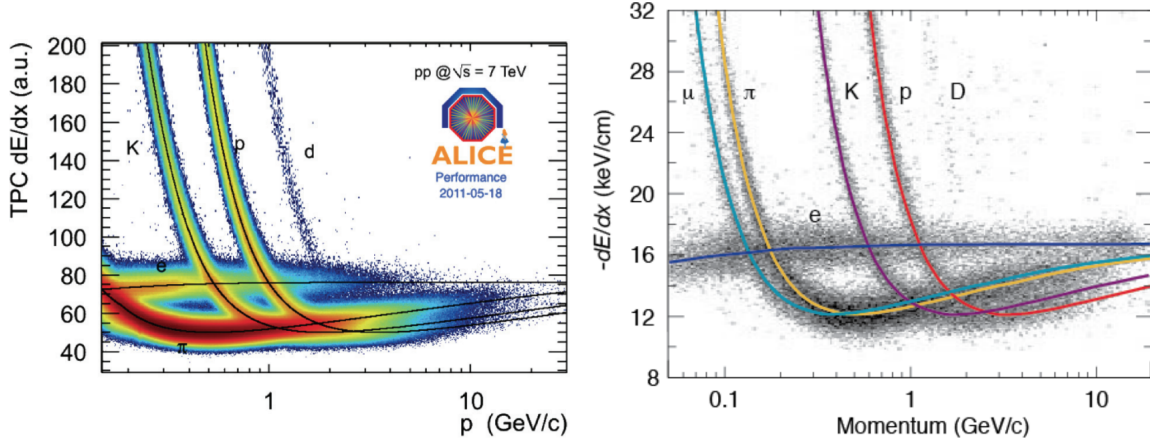 TPC dE/dx (a.u.)
200
180
160
140
120
100
80
60
40
K
p
d
e
π
pp @ √s = 7 TeV
ALICE
Performance
2011-05-18
1
10
p (GeV/c)
-dE/dx (keV/cm)
32
28
24
20
16
12
8
μ
π
K
p
D
e
0.1
1
10
Momentum (GeV/c)